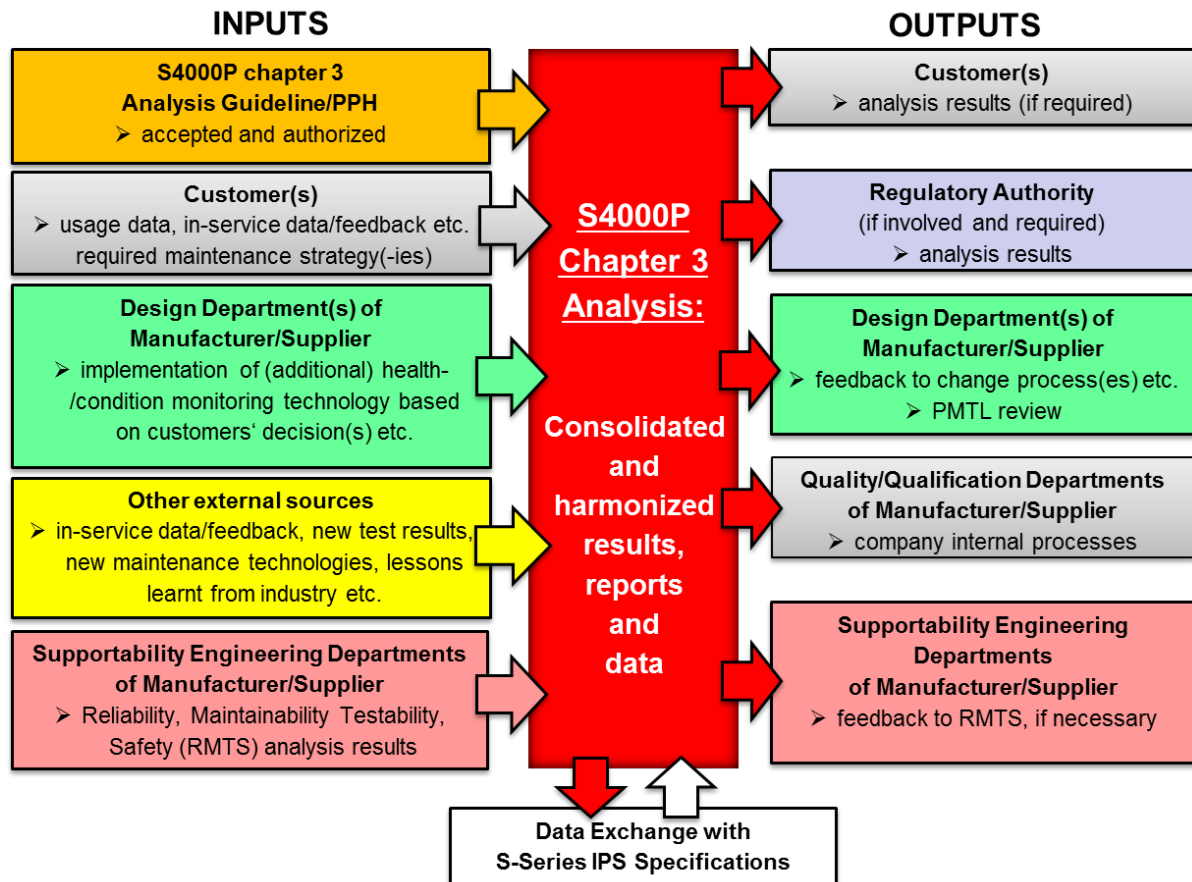 INPUTS
S4000P chapter 3
Analysis Guideline/PPH
➢ accepted and authorized
Customer(s)
➢ usage data, in-service data/feedback etc.
required maintenance strategy(-ies)
Design Department(s) of
Manufacturer/Supplier
➢ implementation of (additional) health-
/condition monitoring technology based
on customers‘ decision(s) etc.
Other external sources
➢ in-service data/feedback, new test results,
new maintenance technologies, lessons
learnt from industry etc.
Supportability Engineering Departments
of Manufacturer/Supplier
➢ Reliability, Maintainability Testability,
Safety (RMTS) analysis results
S4000P
Chapter 3
Analysis:
Consolidated
and
harmonized
results,
reports
and
data
OUTPUTS
Customer(s)
➢ analysis results (if required)
Regulatory Authority
(if involved and required)
➢ analysis results
Design Department(s) of
Manufacturer/Supplier
➢ feedback to change process(es) etc.
➢ PMTL review
Quality/Qualification Departments
of Manufacturer/Supplier
➢ company internal processes
Supportability Engineering
Departments
of Manufacturer/Supplier
➢ feedback to RMTS, if necessary
Data Exchange with
S-Series IPS Specifications